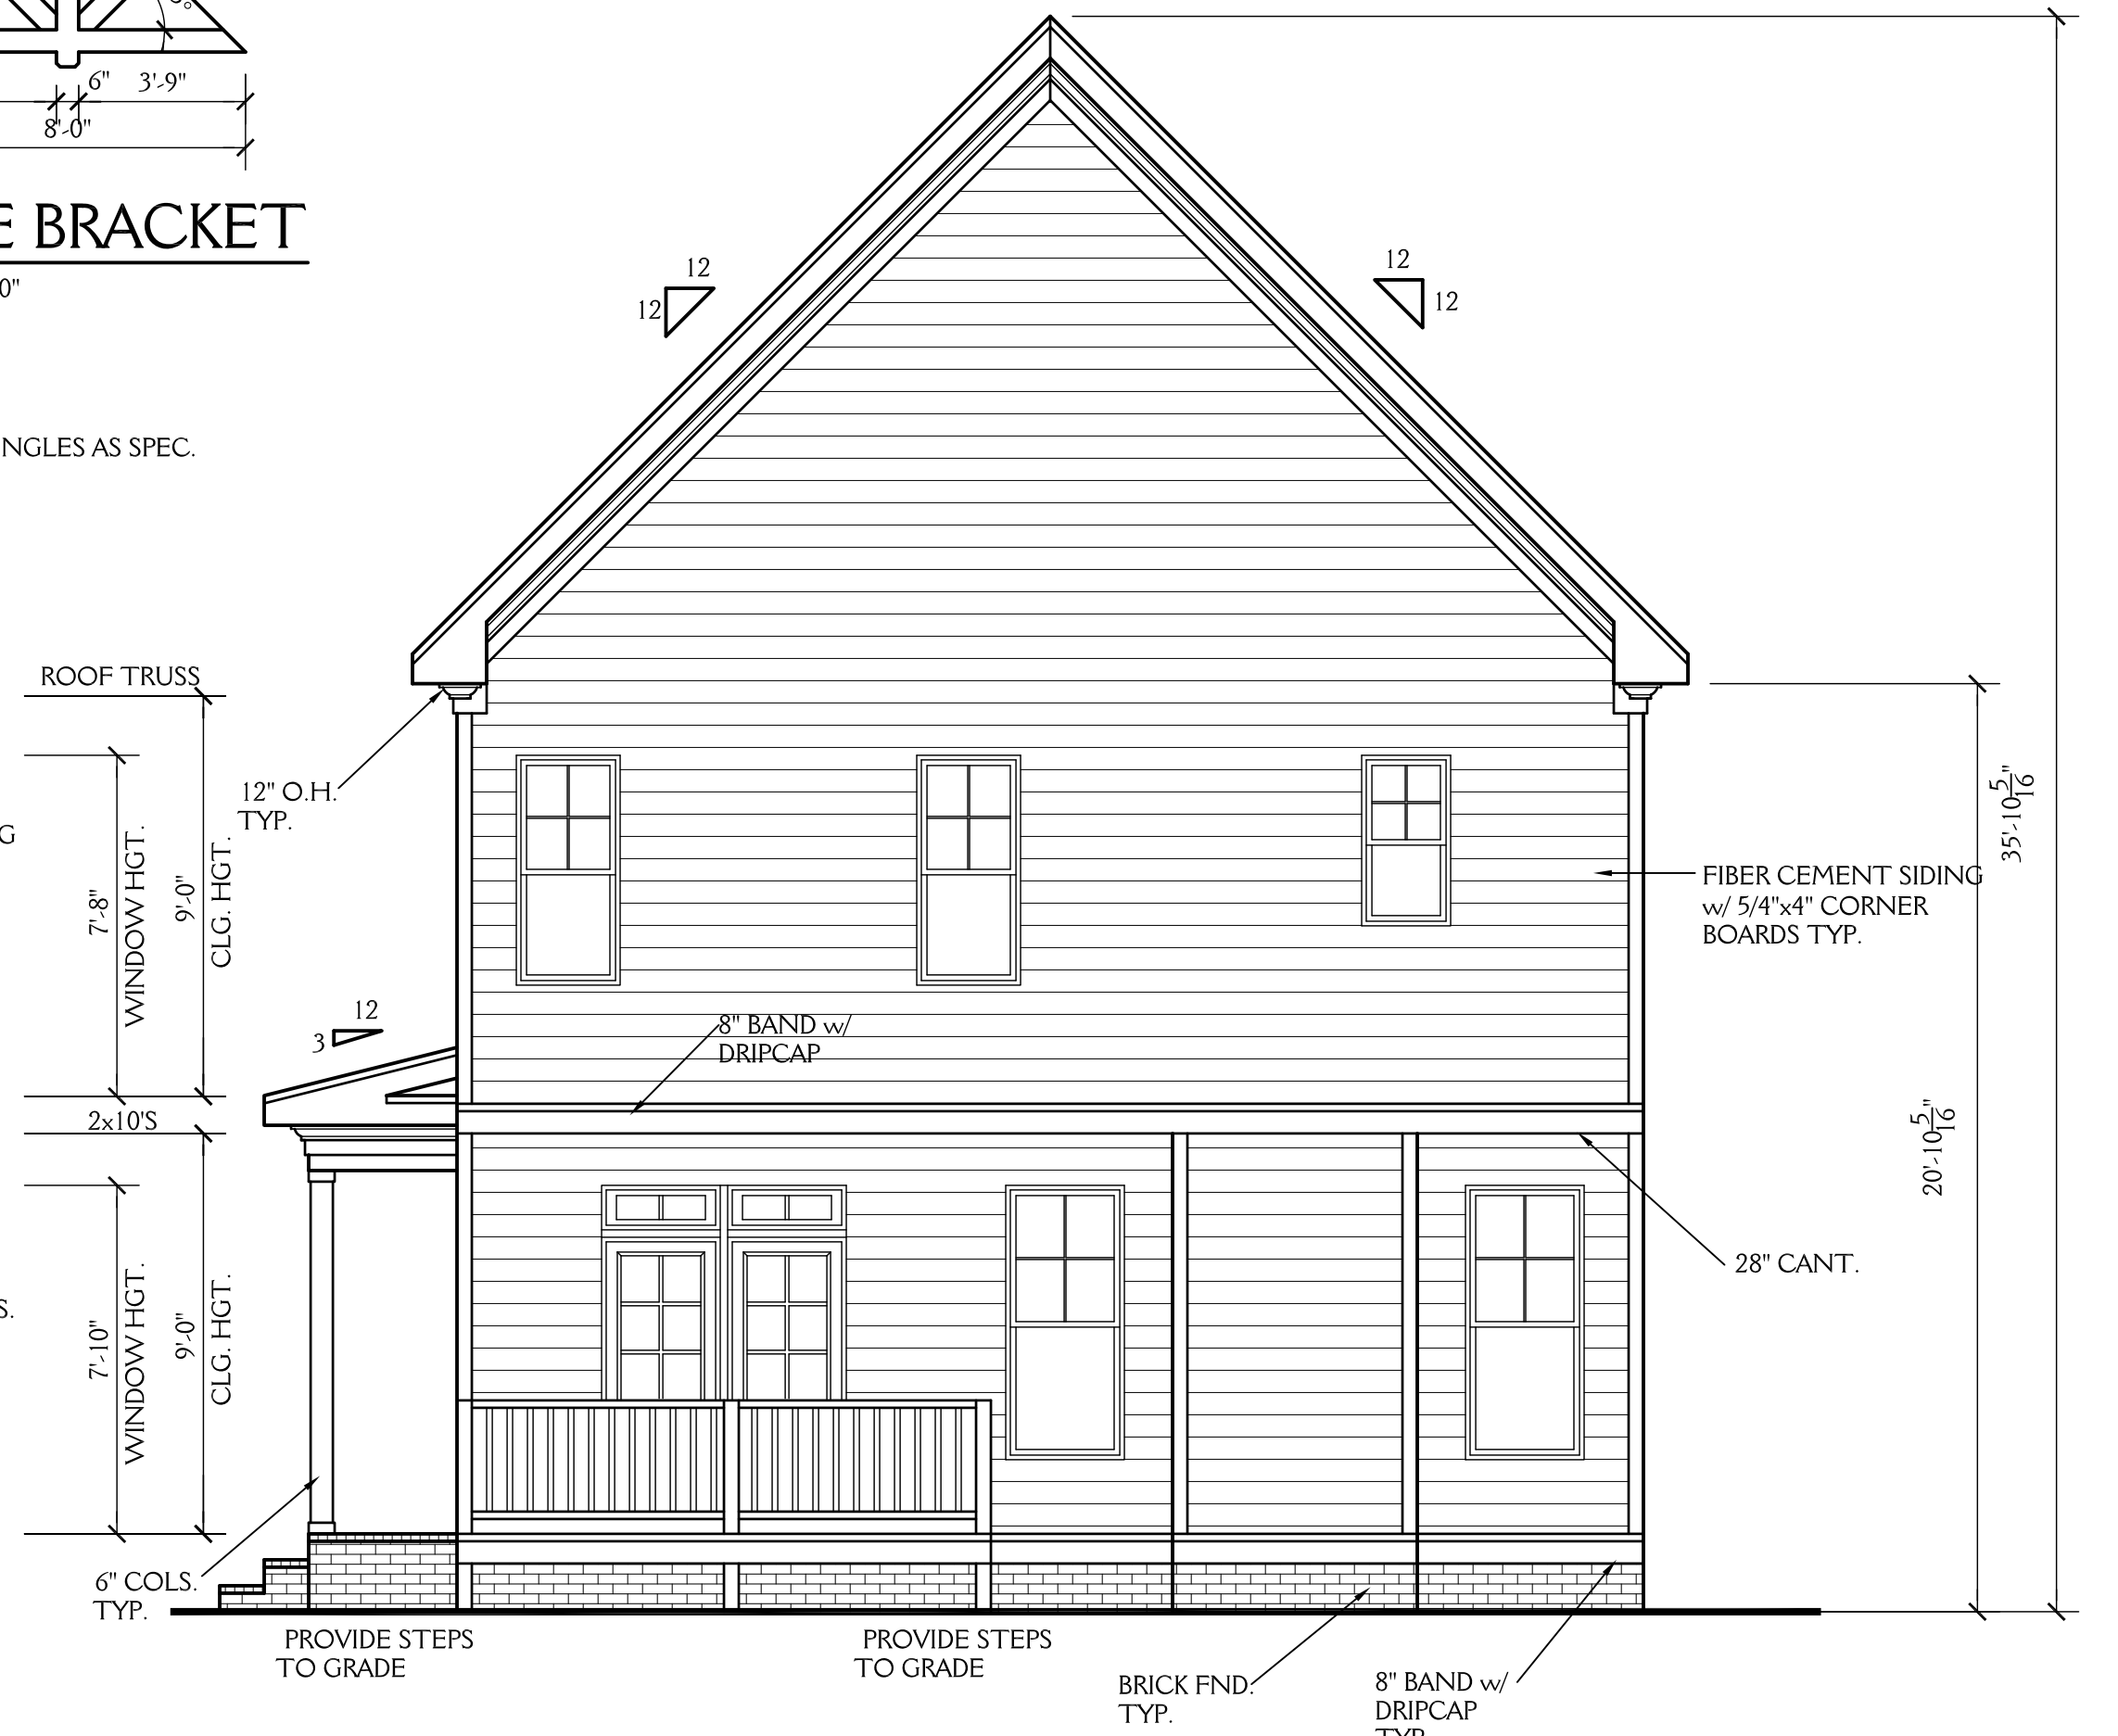 6" 3'-9"
8'-0"
E BRACKET
0"
12
12
12
12
NGLES AS SPEC.
ROOF TRUSS
12" O.H.
TYP.
G
7'-8"
WINDOW HGT.
9'-0"
CLG. HGT.
35'-10 5/16"
FIBER CEMENT SIDING
w/ 5/4"x4" CORNER
BOARDS TYP.
12
3
8" BAND w/
DRIPCAP
2x10'S
20'-10 5/16"
28" CANT.
S.
7'-10"
WINDOW HGT.
9'-0"
CLG. HGT.
6" COLS.
TYP.
PROVIDE STEPS
TO GRADE
PROVIDE STEPS
TO GRADE
BRICK FND.
TYP.
8" BAND w/
DRIPCAP
TYP.